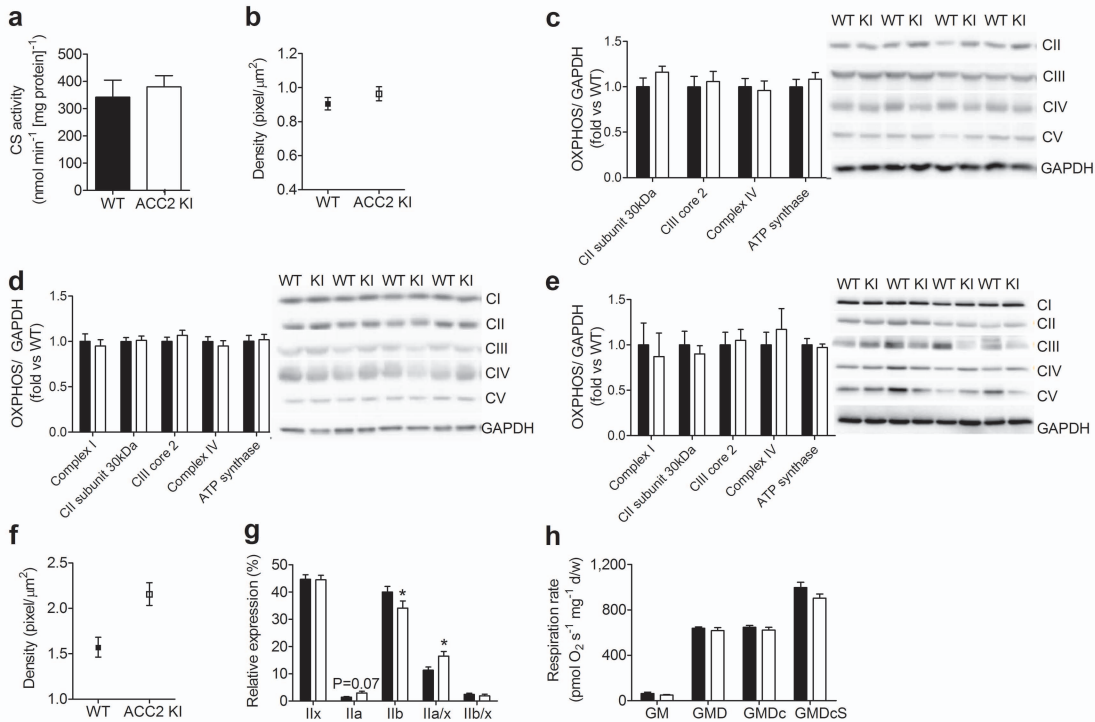 a
CS activity
(nmol min⁻¹ [mg protein]⁻¹)
500
400
300
200
100
0
WT ACC2 KI
b
Density (pixel/μm²)
1.2
1.0
0.8
0.6
0.4
WT ACC2 KI
c
OXPHOS/ GAPDH
(fold vs WT)
1.5
1.0
0.5
0.0
CII subunit 30kDa
CIII core 2
Complex IV
ATP synthase
WT KI WT KI WT KI WT KI
CII
CIII
CIV
CV
GAPDH
d
OXPHOS/ GAPDH
(fold vs WT)
1.5
1.0
0.5
0.0
Complex I
CII subunit 30kDa
CIII core 2
Complex IV
ATP synthase
WT KI WT KI WT KI WT KI
CI
CII
CIII
CIV
CV
GAPDH
e
OXPHOS/ GAPDH
(fold vs WT)
1.5
1.0
0.5
0.0
Complex I
CII subunit 30kDa
CIII core 2
Complex IV
ATP synthase
WT KI WT KI WT KI WT KI
CI
CII
CIII
CIV
CV
GAPDH
f
Density (pixel/μm²)
2.5
2.0
1.5
1.0
WT ACC2 KI
g
Relative expression (%)
50
40
30
20
10
0
P=0.07
*
*
IIx IIa IIb IIa/x IIb/x
h
Respiration rate
(pmol O₂ s⁻¹ mg⁻¹ d/w)
1,200
800
400
0
GM GMD GMDc GMDcS